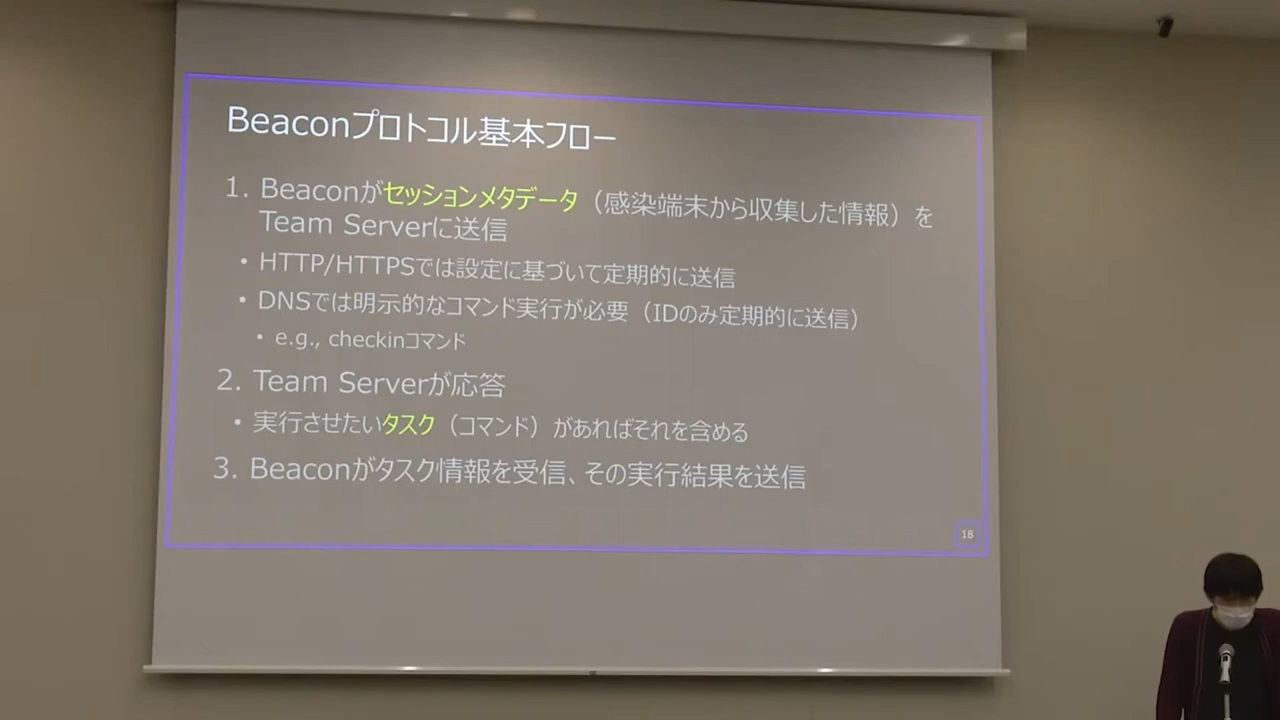 Beaconプロトコル基本フロー
1. Beaconがセッションメタデータ（感染端末から収集した情報）を
Team Serverに送信
• HTTP/HTTPSでは設定に基づいて定期的に送信
• DNSでは明示的なコマンド実行が必要（IDのみ定期的に送信）
• e.g., checkinコマンド
2. Team Serverが応答
• 実行させたいタスク（コマンド）があればそれを含める
3. Beaconがタスク情報を受信、その実行結果を送信
18